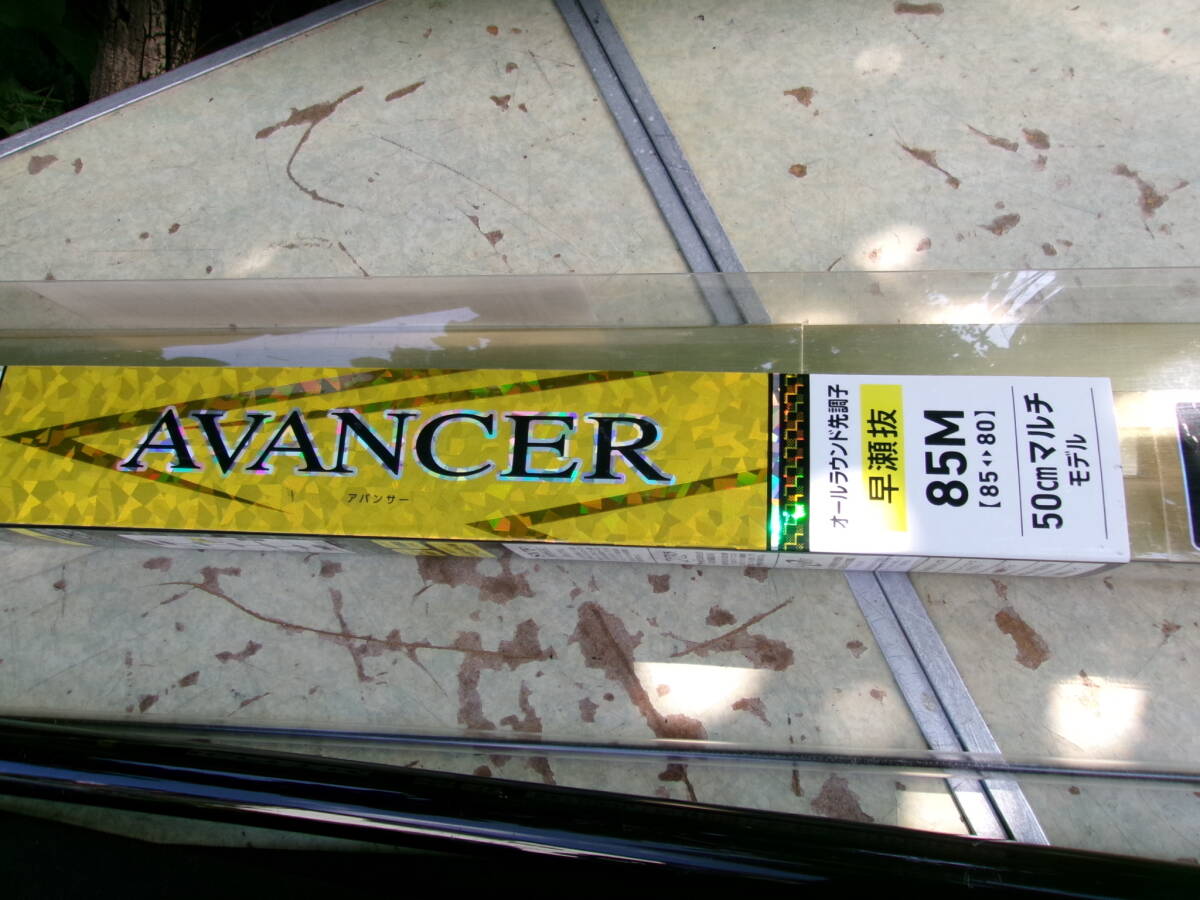 AVANCER
アバンサー
オールラウンド先調子
早瀬抜
85M
[85↔80]
50cmマルチ
モデル